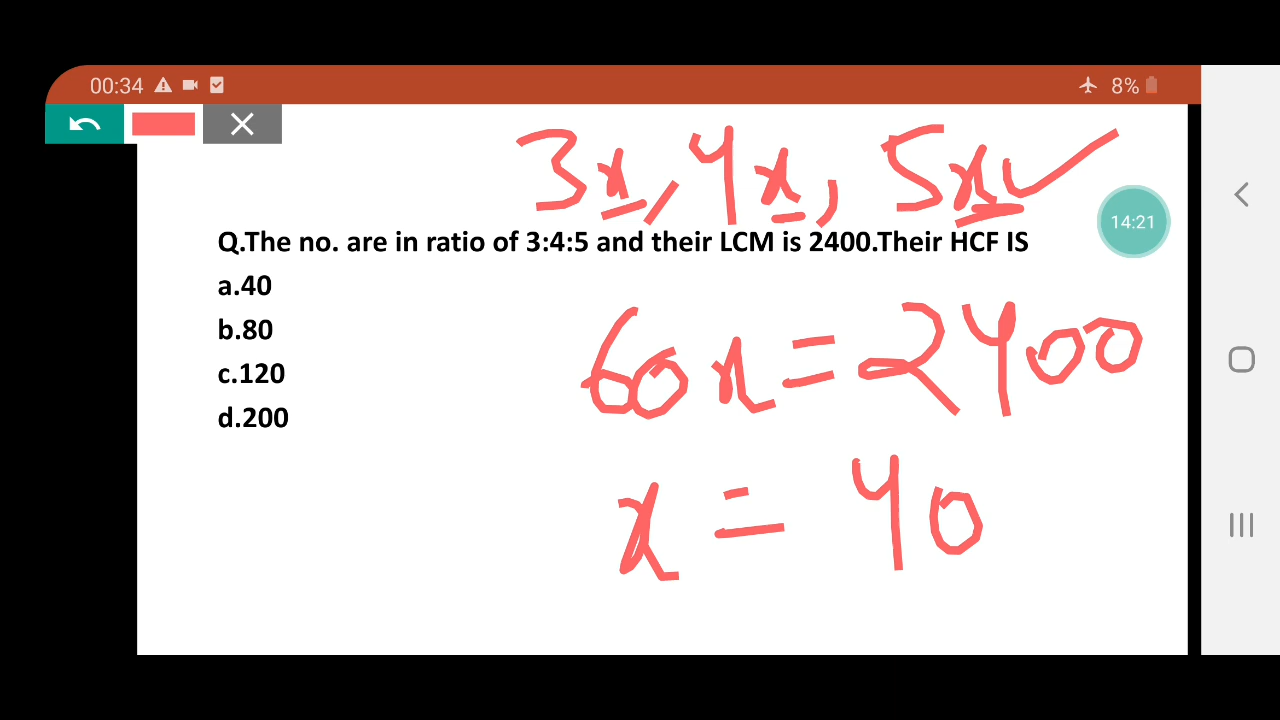 00:34
8%
3x, 4x, 5x
14:21
Q.The no. are in ratio of 3:4:5 and their LCM is 2400.Their HCF IS
a.40
b.80
c.120
d.200
60x=2400
x = 40